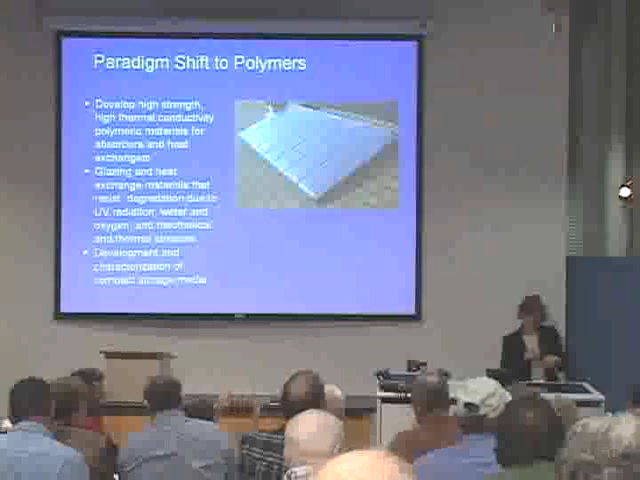 Paradigm Shift to Polymers
• Develop high strength,
high thermal conductivity
polymeric materials for
absorbers and heat
exchangers
• Glazing and heat
exchange materials that
resist degradation due to
UV radiation, water and
oxygen, and mechanical
and thermal stresses
• Development and
characterization of
compact storage media